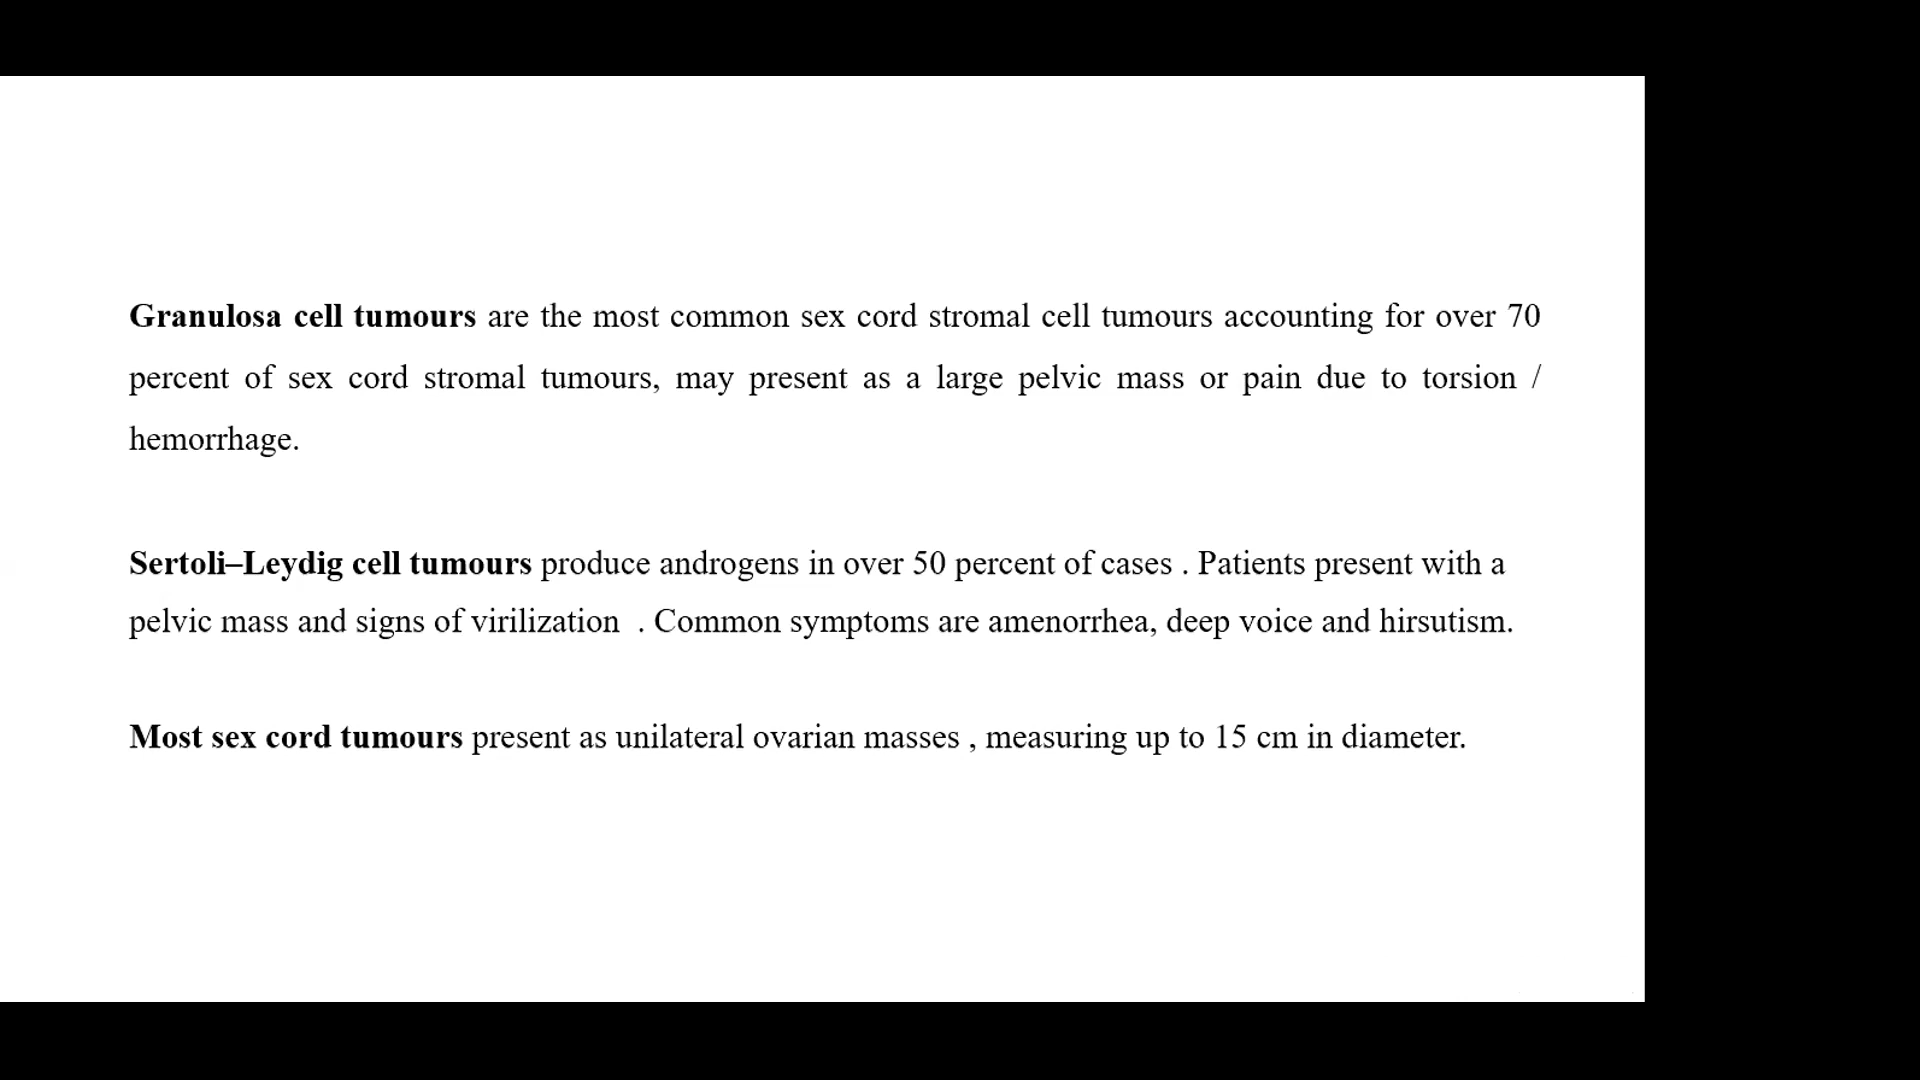 Granulosa cell tumours are the most common sex cord stromal cell tumours accounting for over 70
percent of sex cord stromal tumours, may present as a large pelvic mass or pain due to torsion /
hemorrhage.
Sertoli–Leydig cell tumours produce androgens in over 50 percent of cases . Patients present with a
pelvic mass and signs of virilization  . Common symptoms are amenorrhea, deep voice and hirsutism.
Most sex cord tumours present as unilateral ovarian masses , measuring up to 15 cm in diameter.